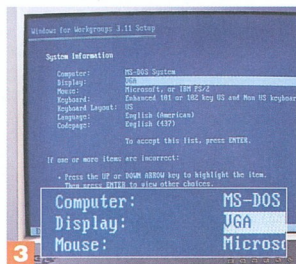 Windows for Workgroups 3.11 Setup
System Information
Computer: MS-DOS System
Display: VGA
Mouse: Microsoft, or IBM PS/2
Keyboard: Enhanced 101 or 102 key US and Non US keyboar
Keyboard Layout: US
Language: English (American)
Codepage: English (437)
To accept this list, press ENTER.
If one or more items are incorrect:
• Press the UP or DOWN ARROW key to highlight the item.
Then press ENTER to view other choices.
Computer: MS-DOS
Display: VGA
Mouse: Microso
3